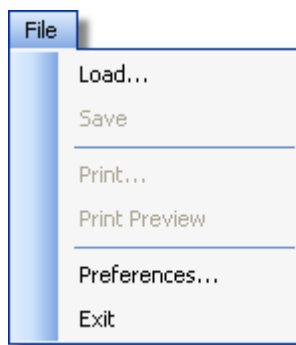 File
Load...
Save
Print...
Print Preview
Preferences...
Exit